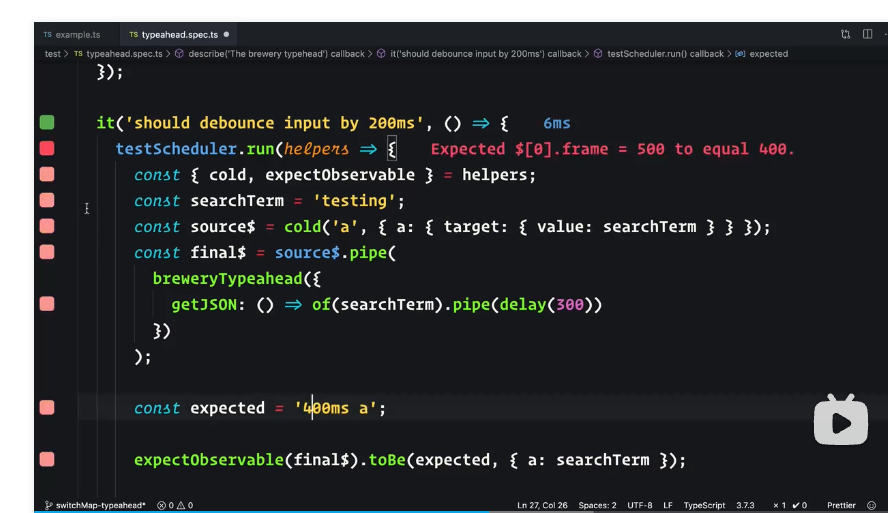 TS example.ts TS typeahead.spec.ts
test > TS typeahead.spec.ts > describe('The brewery typehead') callback > it('should debounce input by 200ms') callback > testScheduler.run() callback > expected
});
it('should debounce input by 200ms', () => { 6ms
testScheduler.run(helpers => { Expected $[0].frame = 500 to equal 400.
const { cold, expectObservable } = helpers;
const searchTerm = 'testing';
const source$ = cold('a', { a: { target: { value: searchTerm } } });
const final$ = source$.pipe(
breweryTypeahead({
getJSON: () => of(searchTerm).pipe(delay(300))
})
);
const expected = '400ms a';
expectObservable(final$).toBe(expected, { a: searchTerm });
switchMap-typeahead* 0 0 Ln 27, Col 26 Spaces: 2 UTF-8 LF TypeScript 3.7.3 × 1 ✔ 0 Prettier